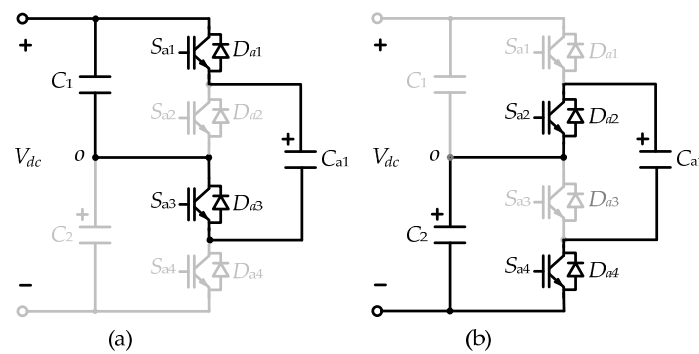 +
Sa1
Da1
C1
Sa2
Da2
+
Vdc
o
Ca1
Sa3
Da3
+
C2
Sa4
Da4
−
(a)
+
Sa1
Da1
C1
Sa2
Da2
+
Vdc
o
Ca1
Sa3
Da3
+
C2
Sa4
Da4
−
(b)